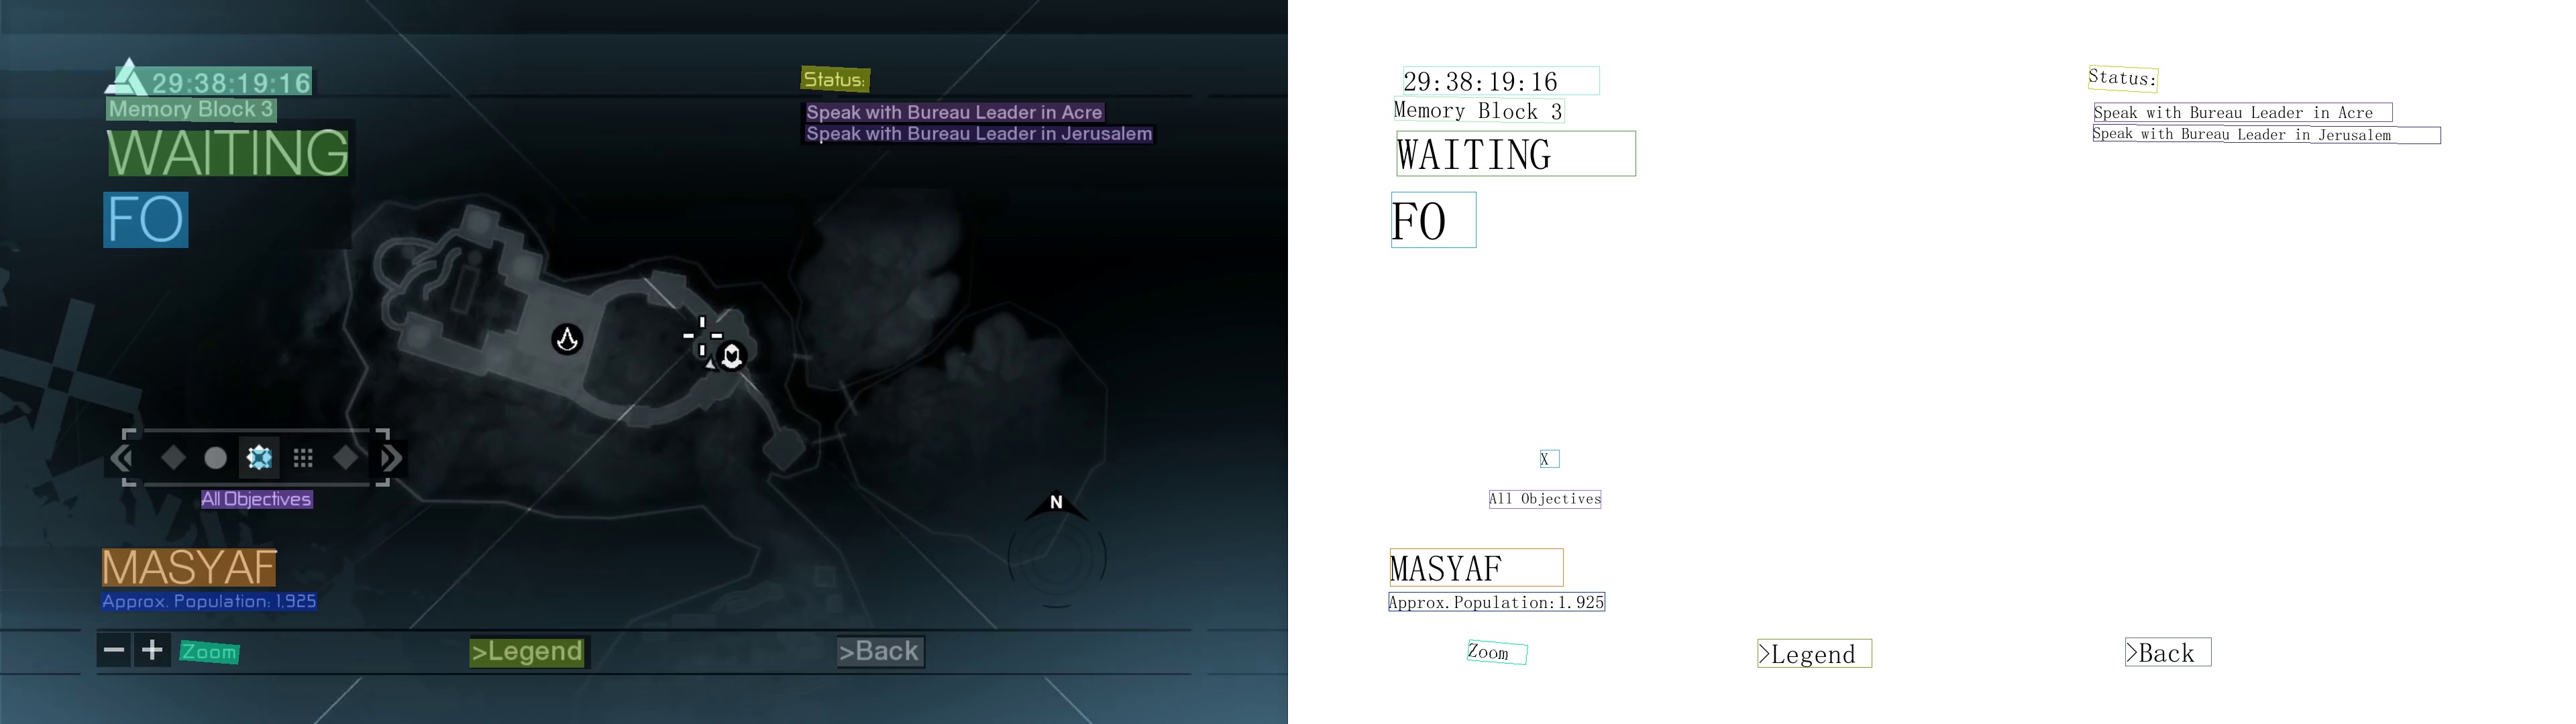 29:38:19:16
Memory Block 3
WAITING
FO
Status:
Speak with Bureau Leader in Acre
Speak with Bureau Leader in Jerusalem
N
All Objectives
MASYAF
Approx. Population: 1,925
Zoom
>Legend
>Back
29:38:19:16
Memory Block 3
WAITING
FO
Status:
Speak with Bureau Leader in Acre
Speak with Bureau Leader in Jerusalem
X
All Objectives
MASYAF
Approx.Population:1.925
Zoom
>Legend
>Back